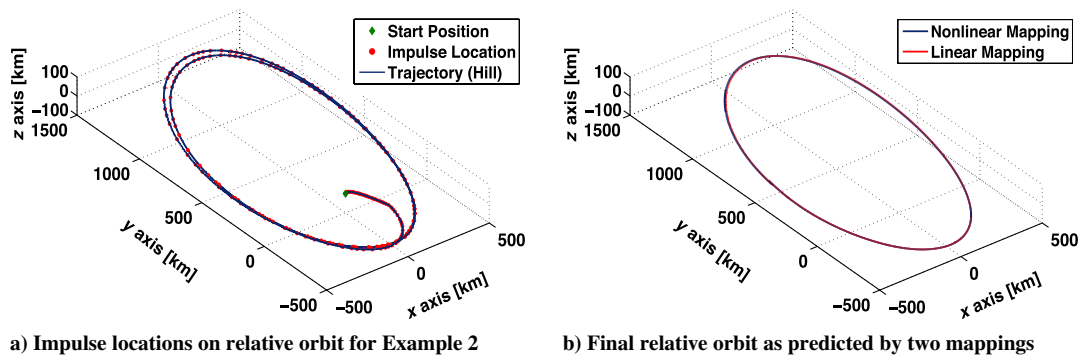 Start Position
Impulse Location
Trajectory (Hill)
z axis [km]
100
0
−100
1500
1000
500
0
−500
y axis [km]
−500
0
500
x axis [km]
a) Impulse locations on relative orbit for Example 2
Nonlinear Mapping
Linear Mapping
z axis [km]
100
0
−100
1500
1000
500
0
−500
y axis [km]
−500
0
500
x axis [km]
b) Final relative orbit as predicted by two mappings